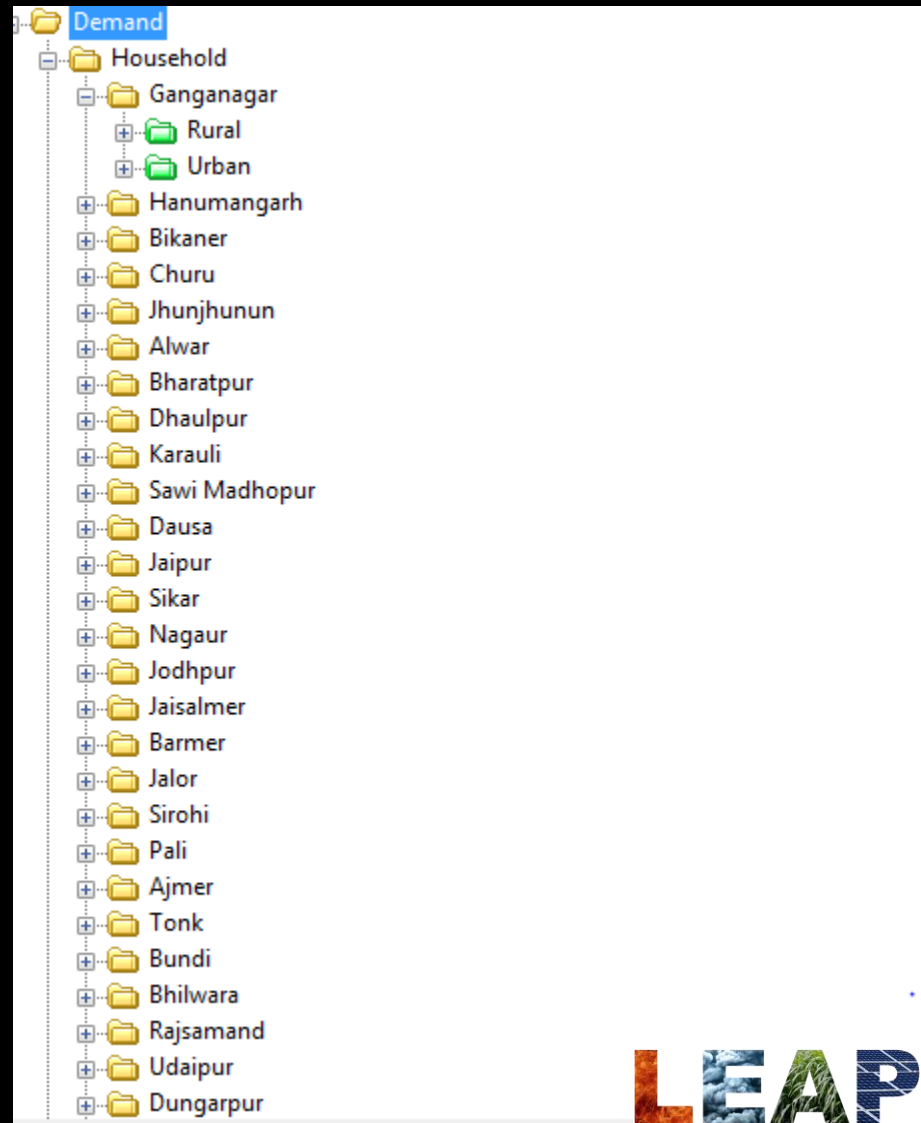 Demand
Household
Ganganagar
Rural
Urban
Hanumangarh
Bikaner
Churu
Jhunjhunun
Alwar
Bharatpur
Dhaulpur
Karauli
Sawi Madhopur
Dausa
Jaipur
Sikar
Nagaur
Jodhpur
Jaisalmer
Barmer
Jalor
Sirohi
Pali
Ajmer
Tonk
Bundi
Bhilwara
Rajsamand
Udaipur
Dungarpur
LEAP